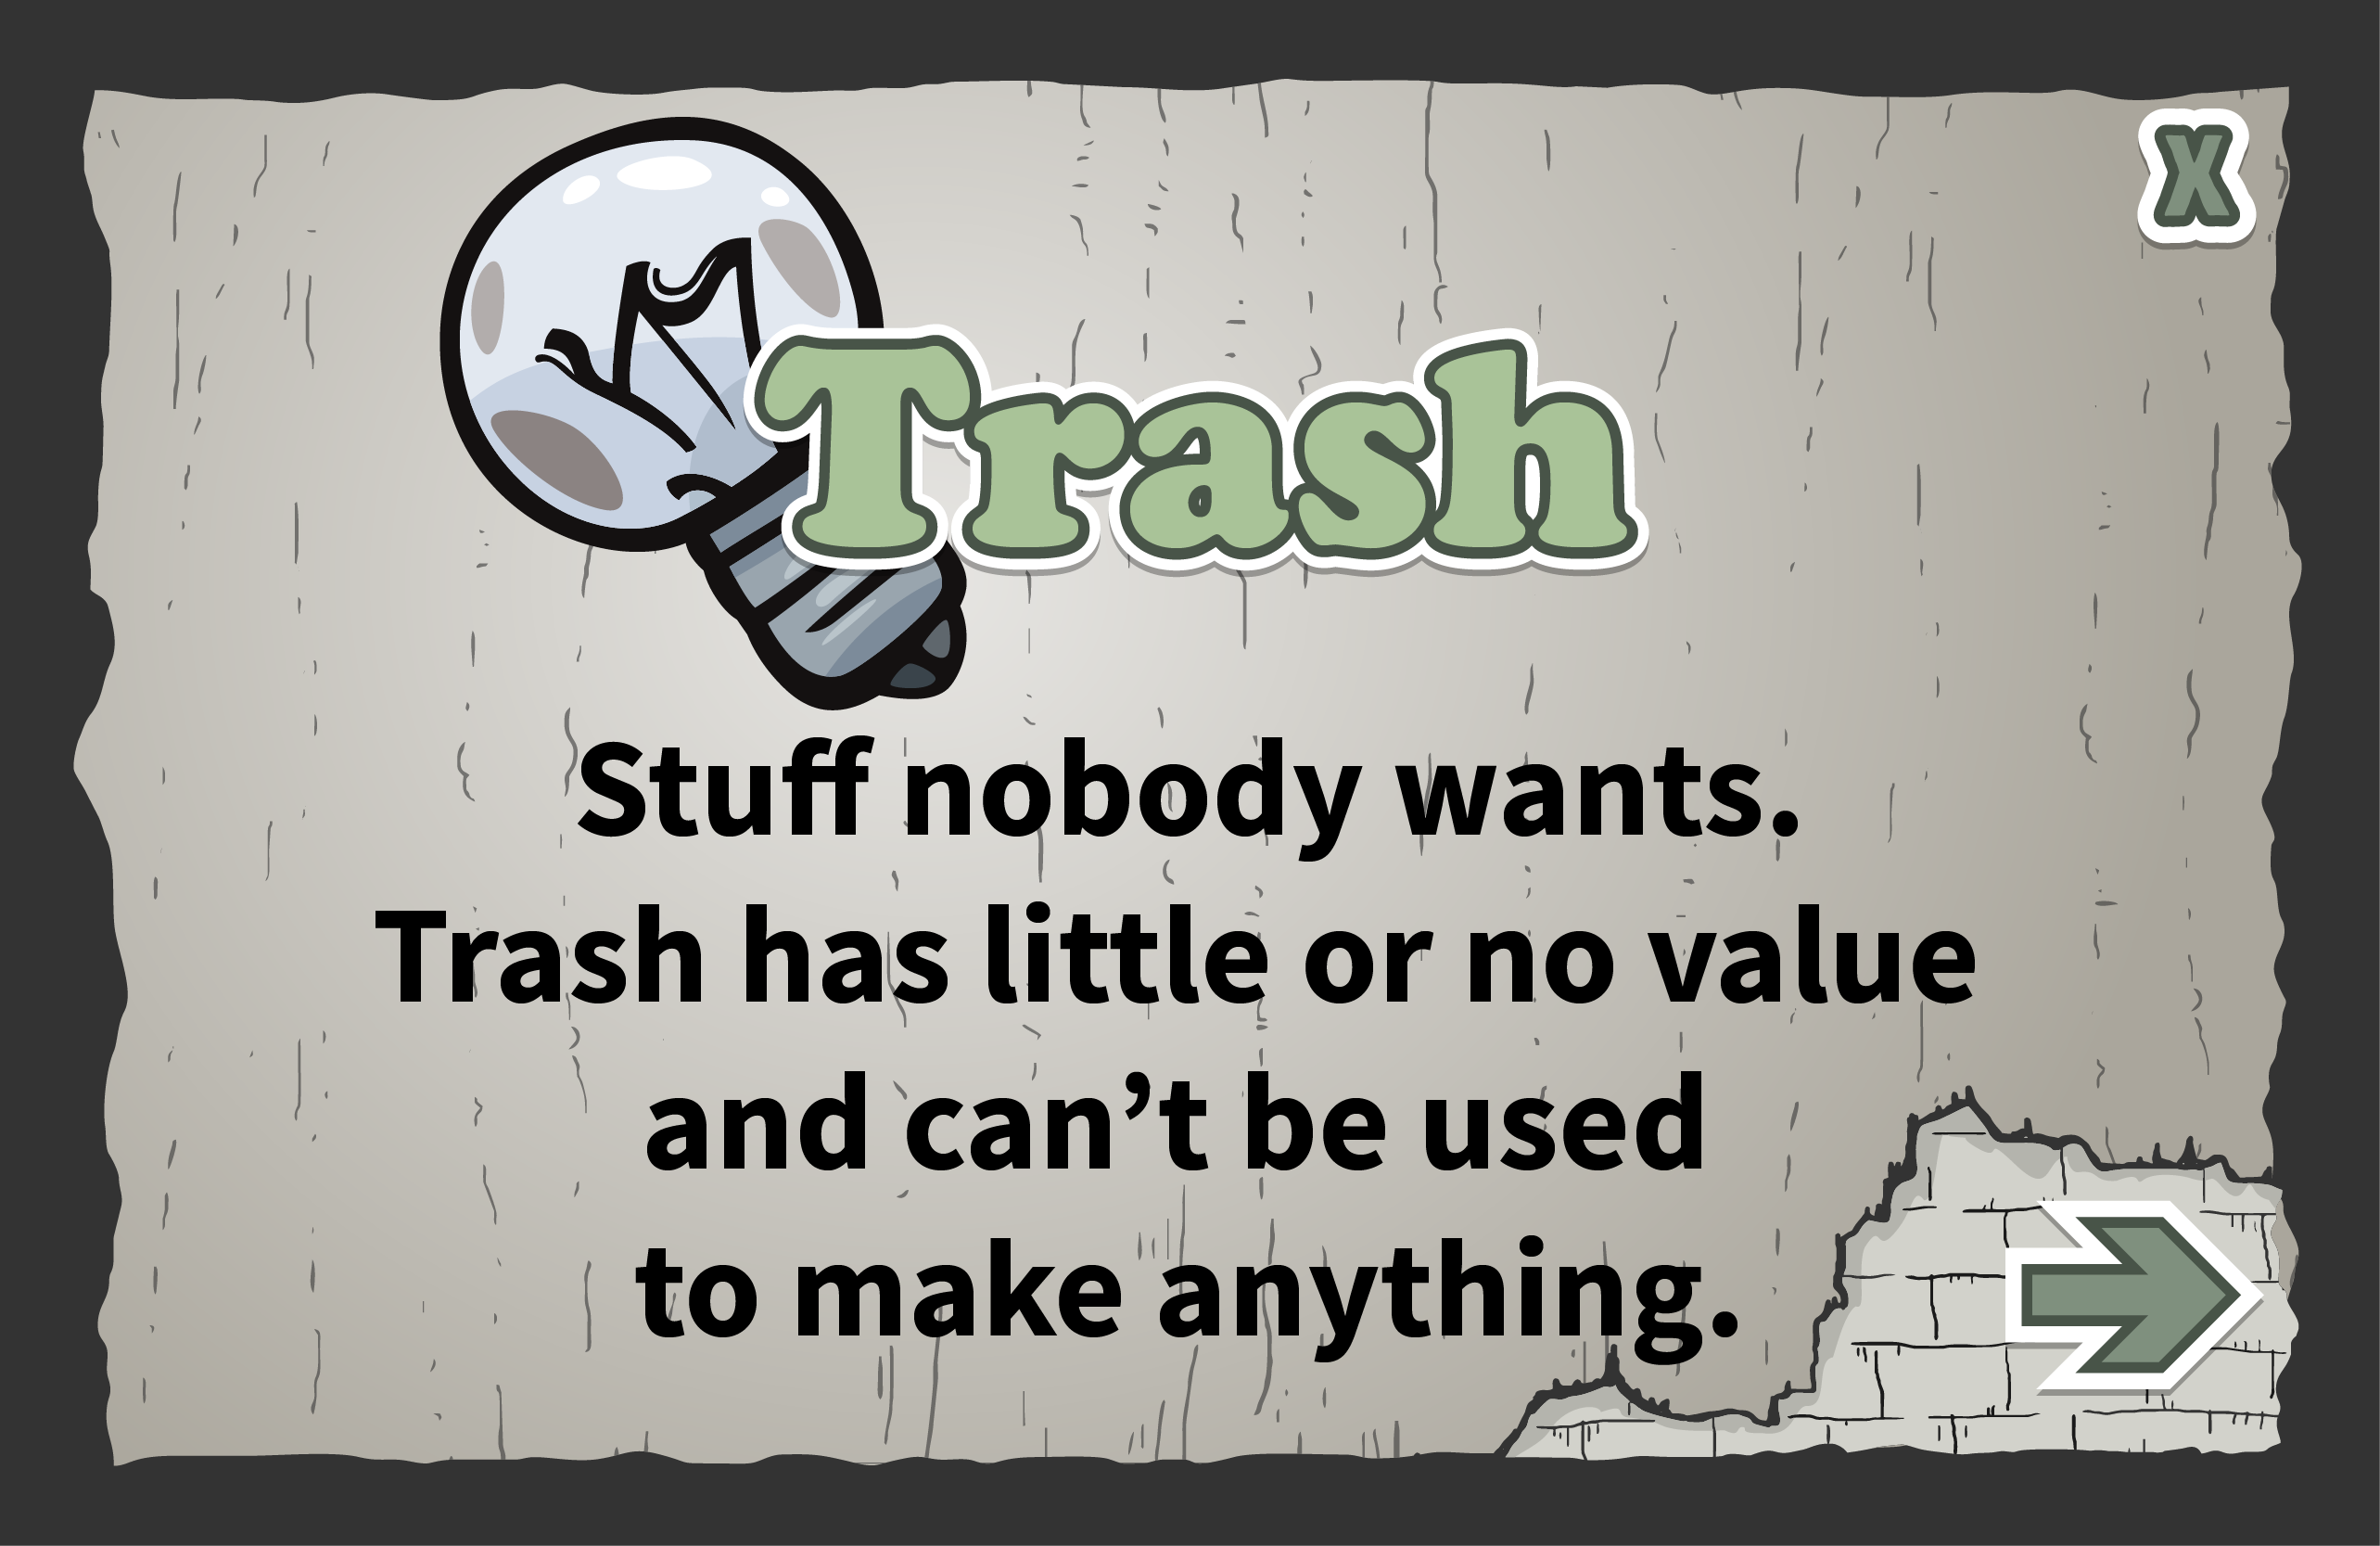 X
Trash
Stuff nobody wants.
Trash has little or no value
and can’t be used
to make anything.